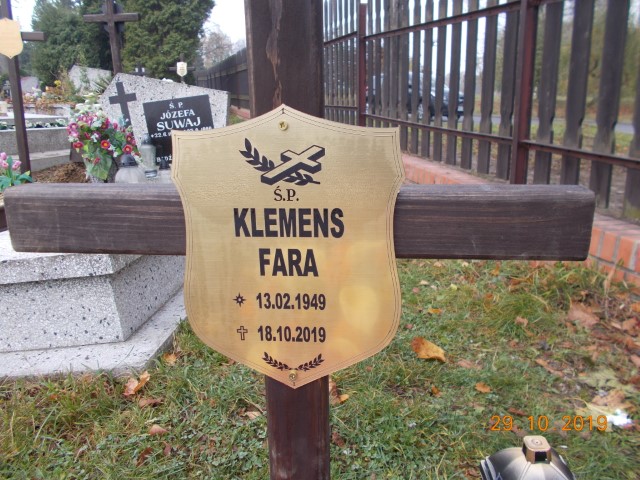 Ś.P.
KLEMENS
FARA
13.02.1949
18.10.2019
Ś.P.
JÓZEFA
SUWAJ
29.10.2019